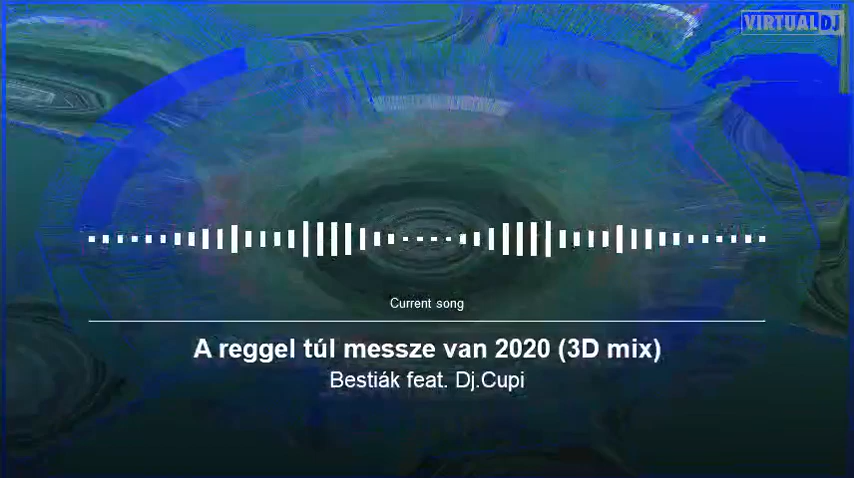 VIRTUALDJ
Current song
A reggel túl messze van 2020 (3D mix)
Bestiák feat. Dj.Cupi